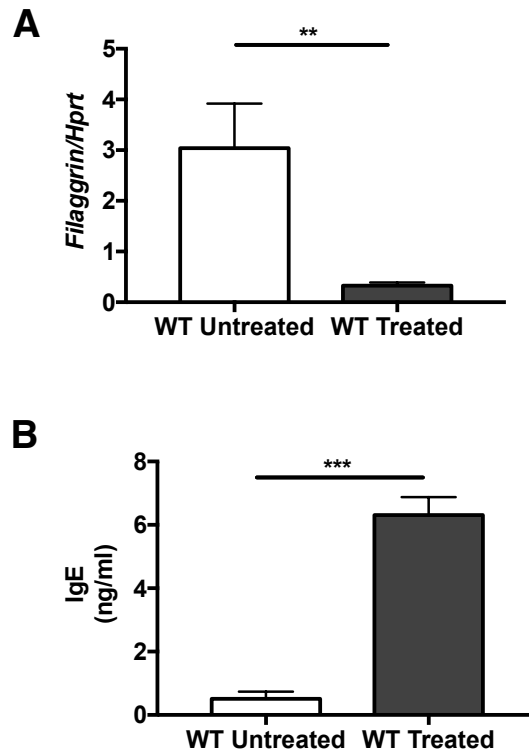 A
**
5
4
3
2
1
0
Filaggrin/Hprt
WT Untreated WT Treated
B
***
8
6
4
2
0
IgE
(ng/ml)
WT Untreated WT Treated